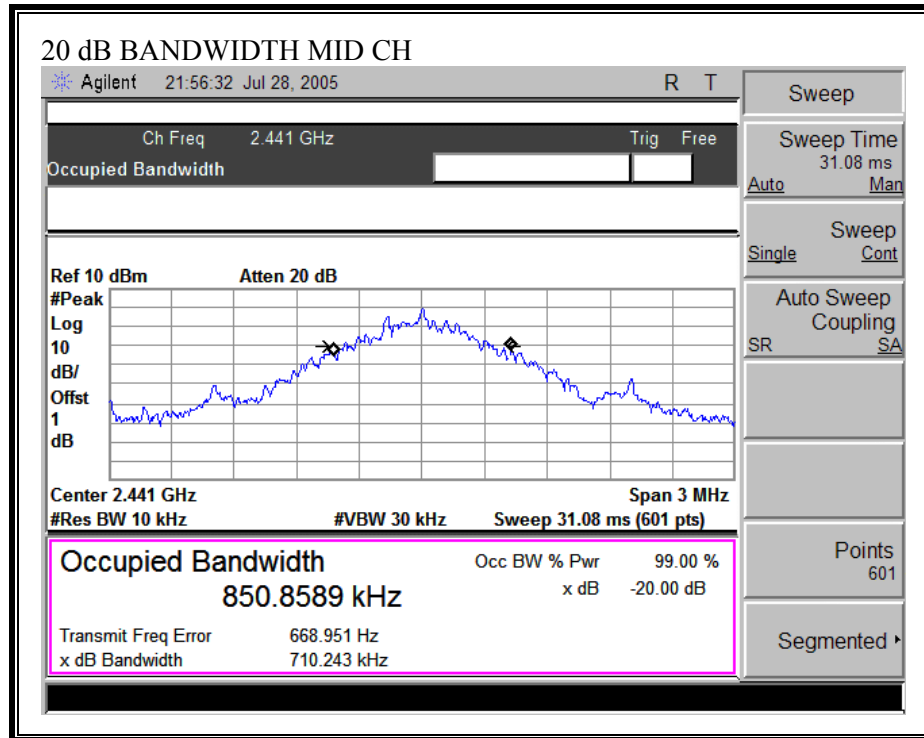 20 dB BANDWIDTH MID CH
Agilent 21:56:32 Jul 28, 2005 R T
Sweep
Ch Freq 2.441 GHz Trig Free
Occupied Bandwidth
Sweep Time
31.08 ms
Auto Man
Sweep
Single Cont
Ref 10 dBm Atten 20 dB
#Peak
Log
10
dB/
Offst
1
dB
Auto Sweep
Coupling
SR SA
Center 2.441 GHz Span 3 MHz
#Res BW 10 kHz #VBW 30 kHz Sweep 31.08 ms (601 pts)
Occupied Bandwidth Occ BW % Pwr 99.00 %
850.8589 kHz x dB -20.00 dB
Transmit Freq Error 668.951 Hz
x dB Bandwidth 710.243 kHz
Points
601
Segmented